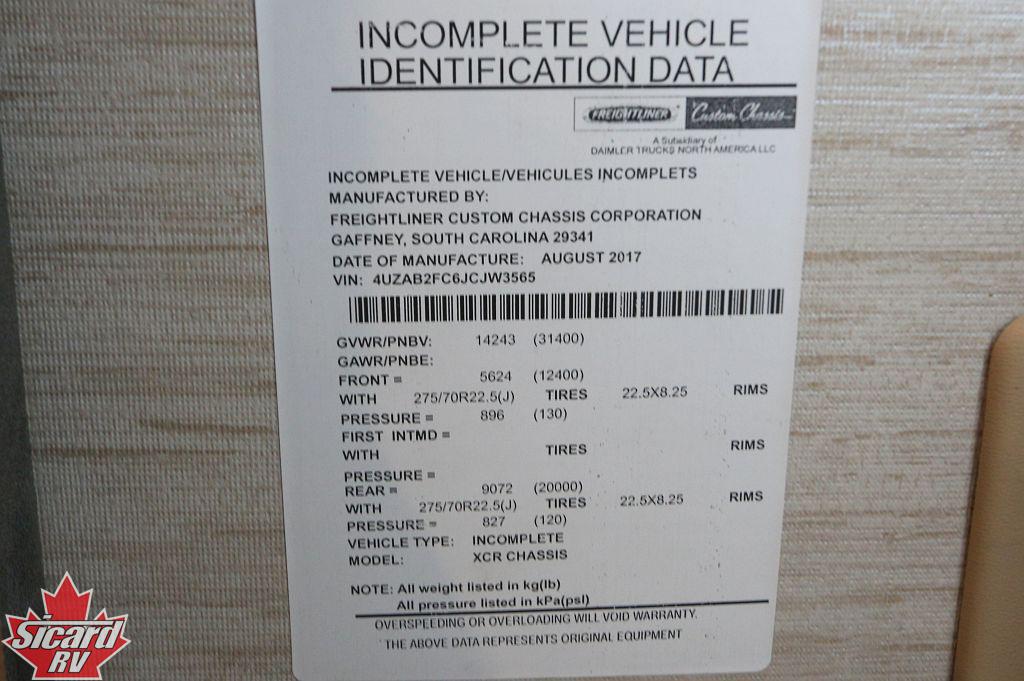 INCOMPLETE VEHICLE
IDENTIFICATION DATA
FREIGHTLINER Custom Chassis
A Subsidiary of
DAIMLER TRUCKS NORTH AMERICA LLC
INCOMPLETE VEHICLE/VEHICULES INCOMPLETS
MANUFACTURED BY:
FREIGHTLINER CUSTOM CHASSIS CORPORATION
GAFFNEY, SOUTH CAROLINA 29341
DATE OF MANUFACTURE: AUGUST 2017
VIN: 4UZAB2FC6JCJW3565
GVWR/PNBV: 14243 (31400)
GAWR/PNBE:
FRONT = 5624 (12400)
WITH 275/70R22.5(J) TIRES 22.5X8.25 RIMS
PRESSURE = 896 (130)
FIRST INTMD =
WITH TIRES RIMS
PRESSURE =
REAR = 9072 (20000)
WITH 275/70R22.5(J) TIRES 22.5X8.25 RIMS
PRESSURE = 827 (120)
VEHICLE TYPE: INCOMPLETE
MODEL: XCR CHASSIS
NOTE: All weight listed in kg(lb)
All pressure listed in kPa(psl)
OVERSPEEDING OR OVERLOADING WILL VOID WARRANTY.
THE ABOVE DATA REPRESENTS ORIGINAL EQUIPMENT
Sicard
RV